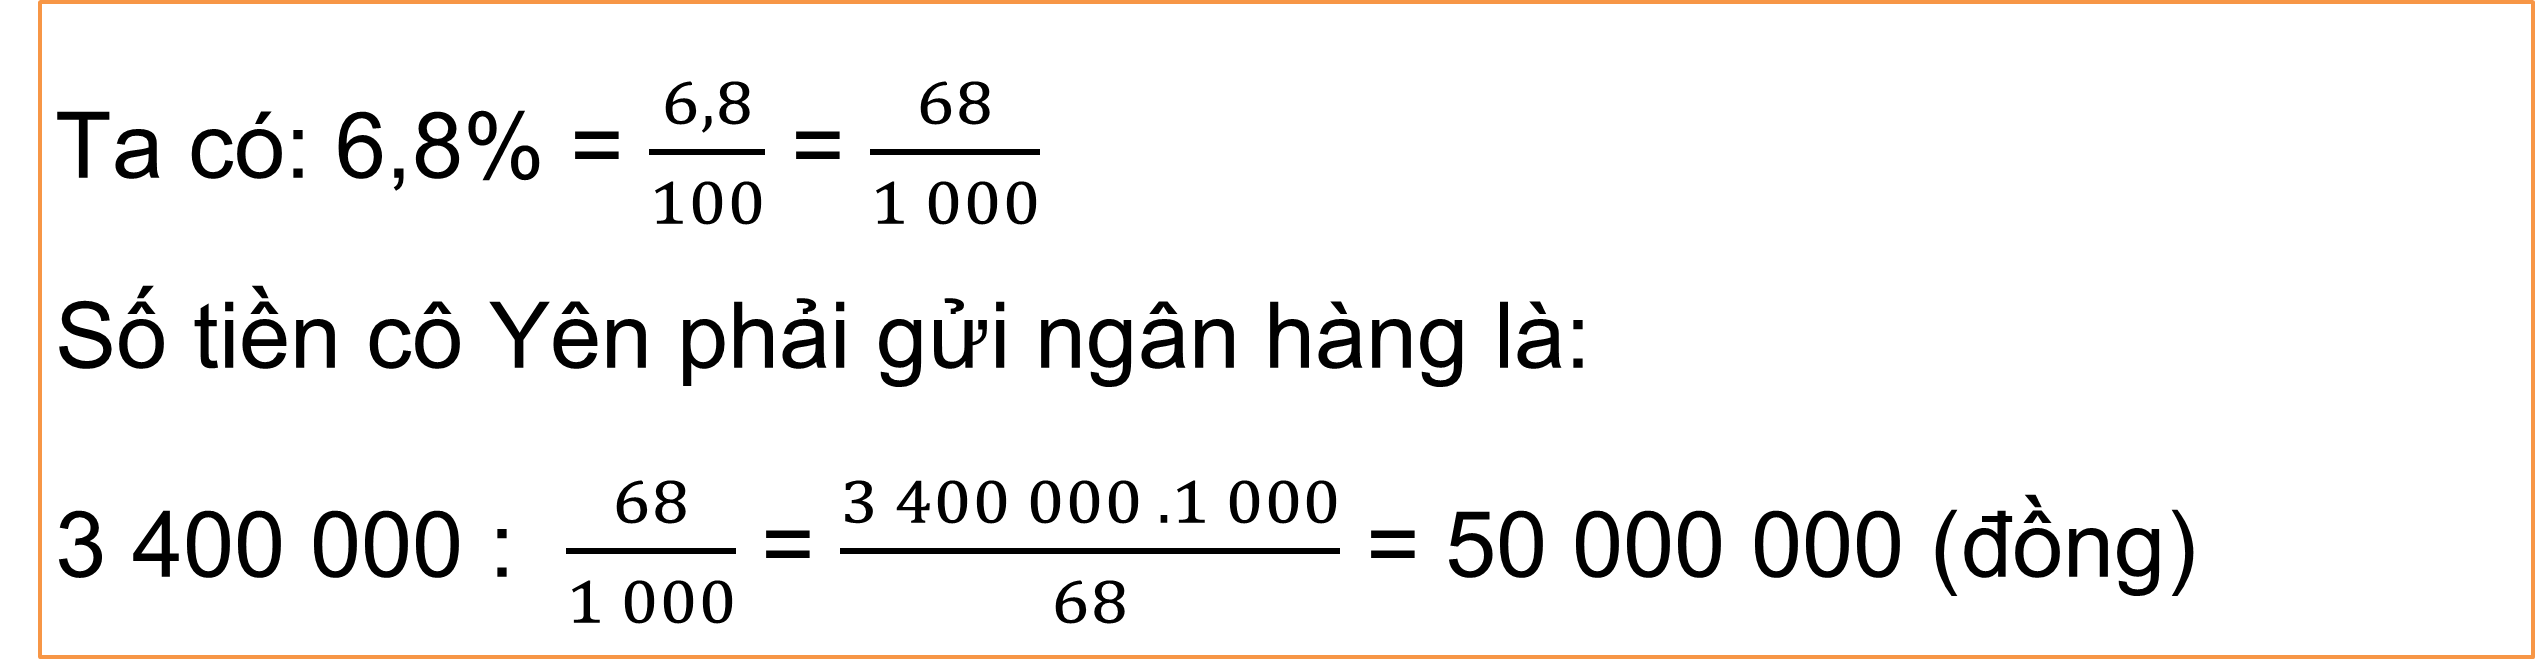 Ta có: 6,8% = 6,8/100 = 68/1 000
Số tiền cô Yên phải gửi ngân hàng là:
3 400 000 : 68/1 000 = 3 400 000 .1 000/68 = 50 000 000 (đồng)